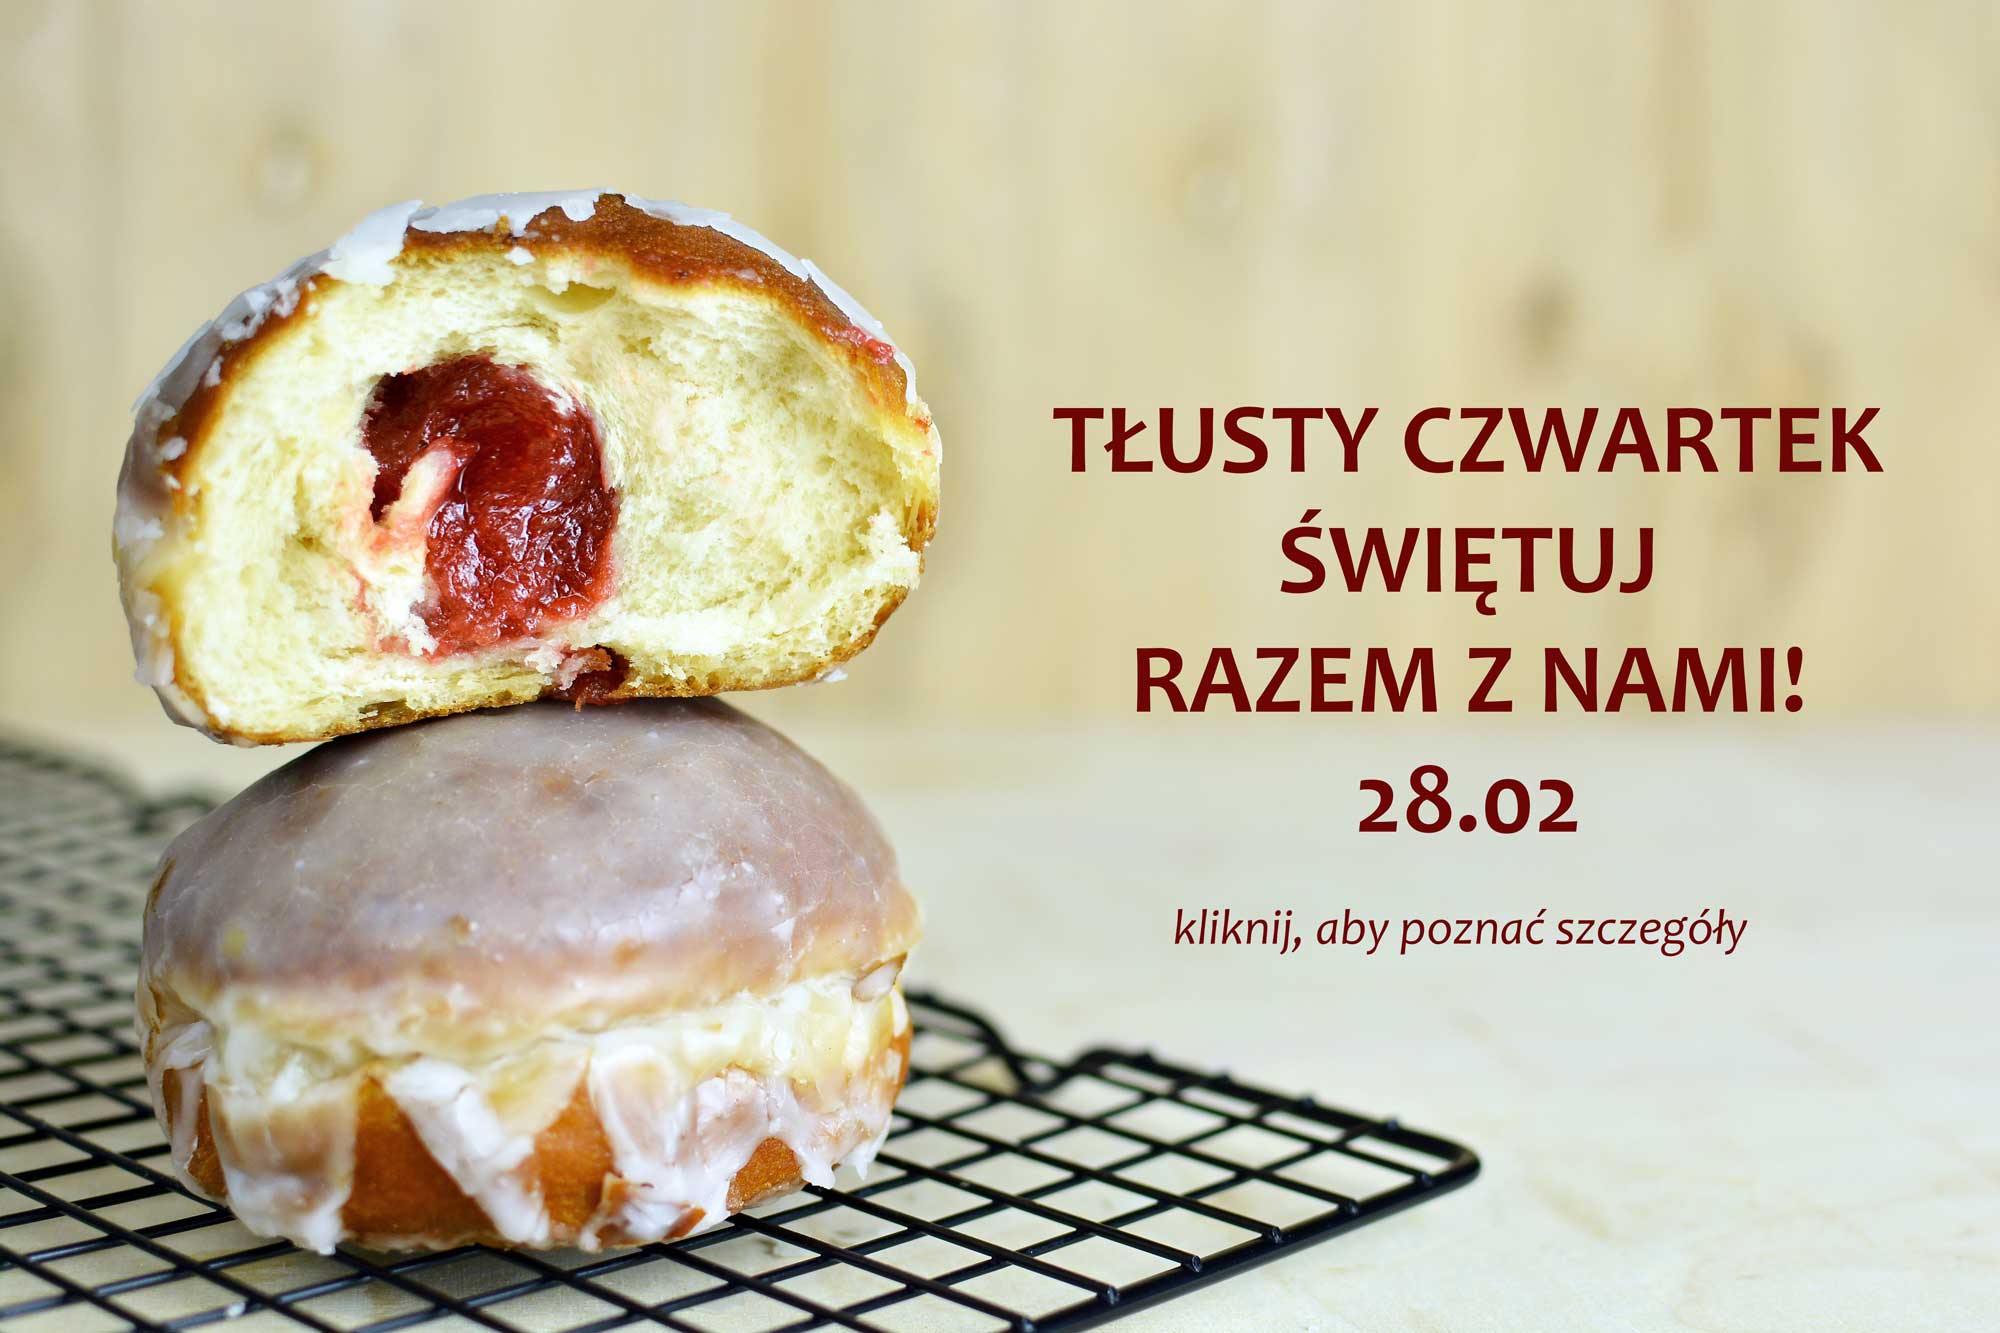 TŁUSTY CZWARTEK
ŚWIĘTUJ
RAZEM Z NAMI!
28.02
kliknij, aby poznać szczegóły